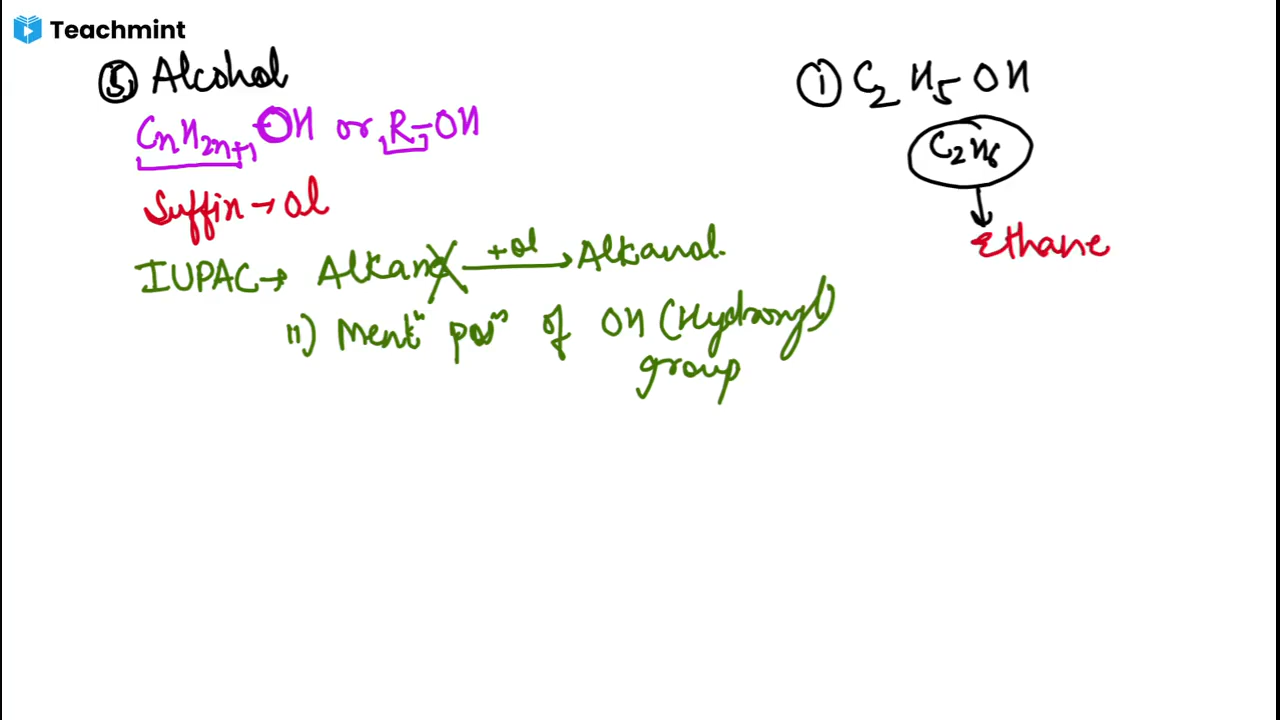 Teachmint
⑤ Alcohol
CnH2n+1-OH or R-OH
Suffix → ol
IUPAC → Alkane +ol → Alkanol.
ii) Mentⁿ posⁿ of OH (Hydroxyl)
group
① C2H5OH
C2H6
Ethane